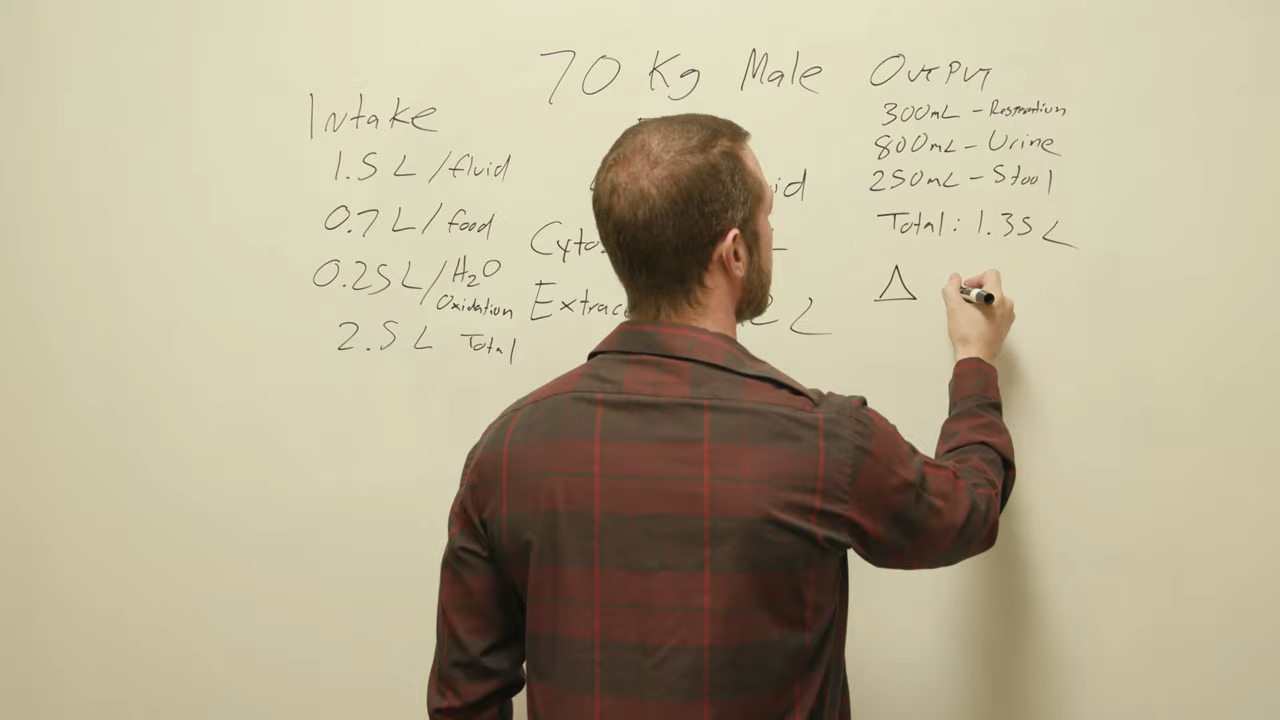 70 Kg Male
Intake
1.5 L /fluid
0.7 L/food
0.25 L/H₂O
Oxidation
2.5 L Total
Output
300mL - Respiration
800mL - Urine
250mL - Stool
Total: 1.35 L
Δ